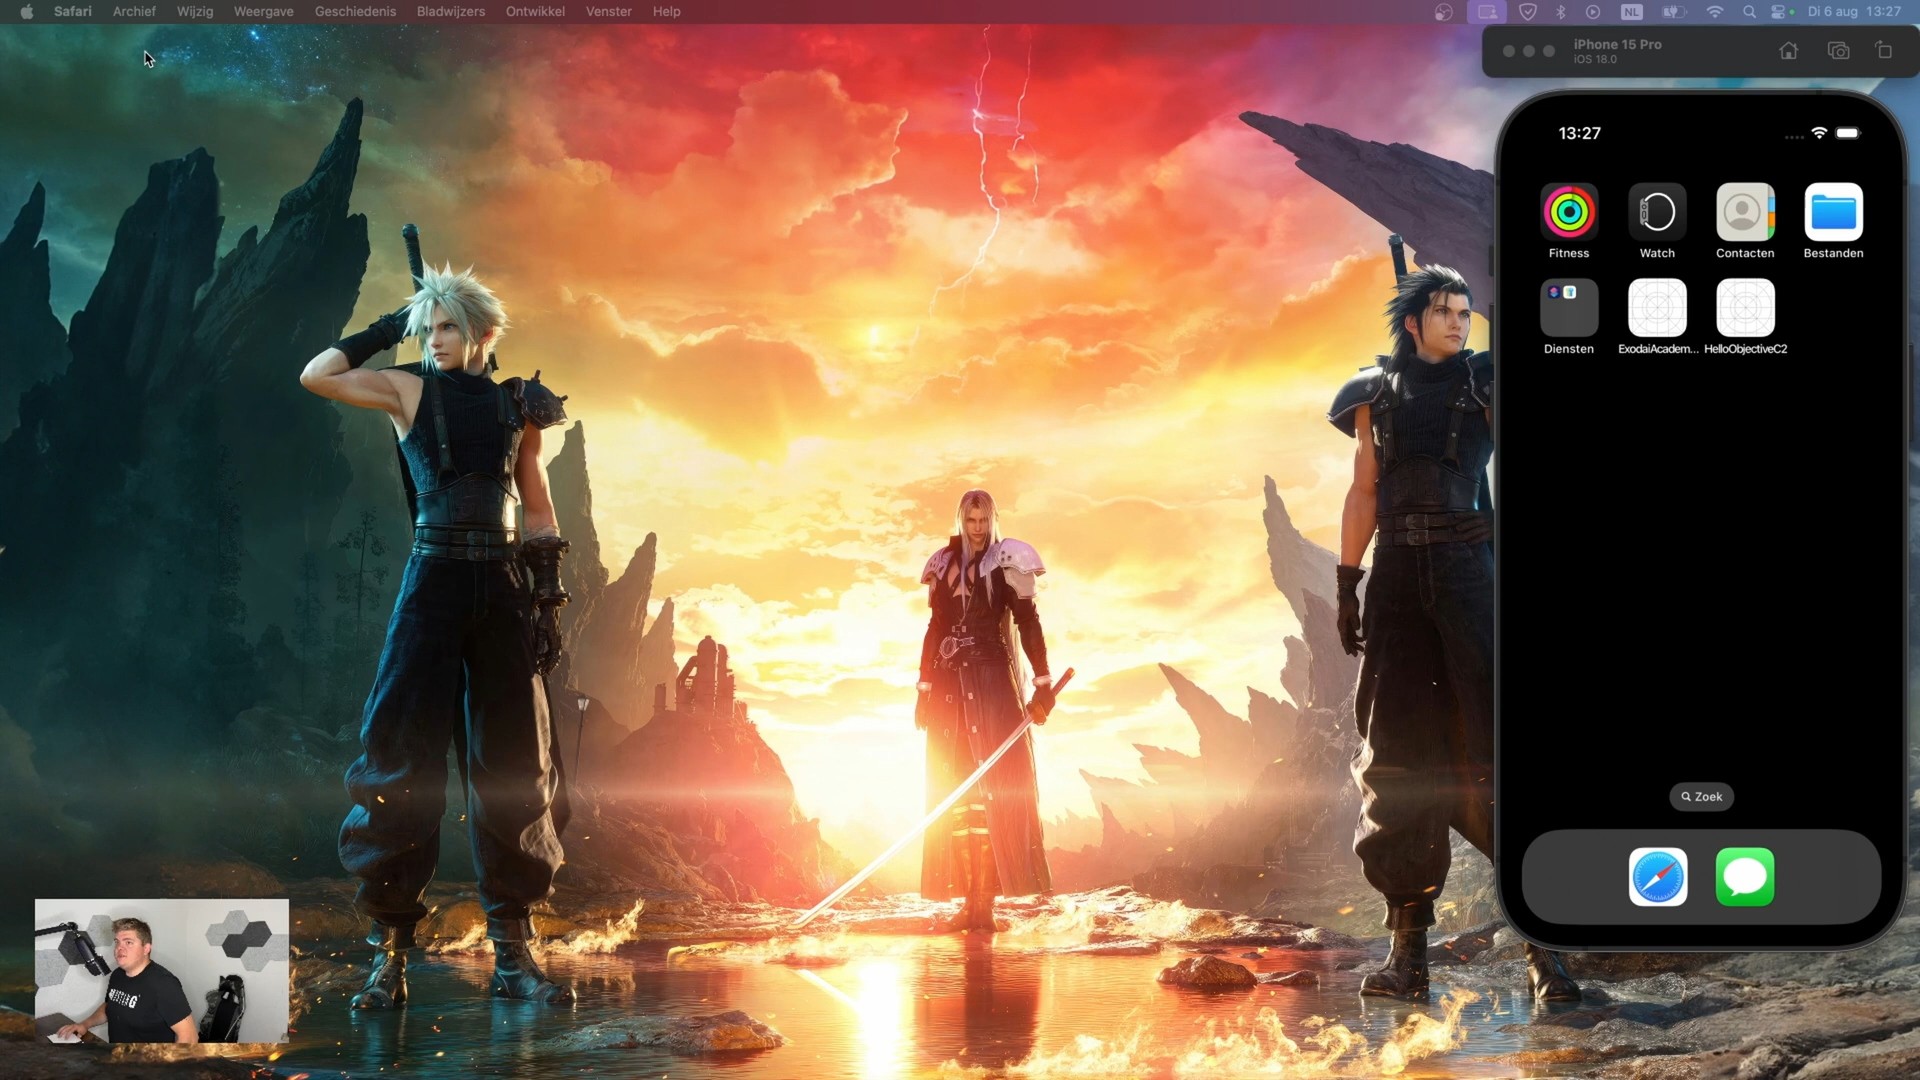 Safari Archief Wijzig Weergave Geschiedenis Bladwijzers Ontwikkel Venster Help NL Di 6 aug 13:27
iPhone 15 Pro
iOS 18.0
13:27
Fitness Watch Contacten Bestanden
Diensten ExodaiAcadem... HelloObjectiveC2
Zoek